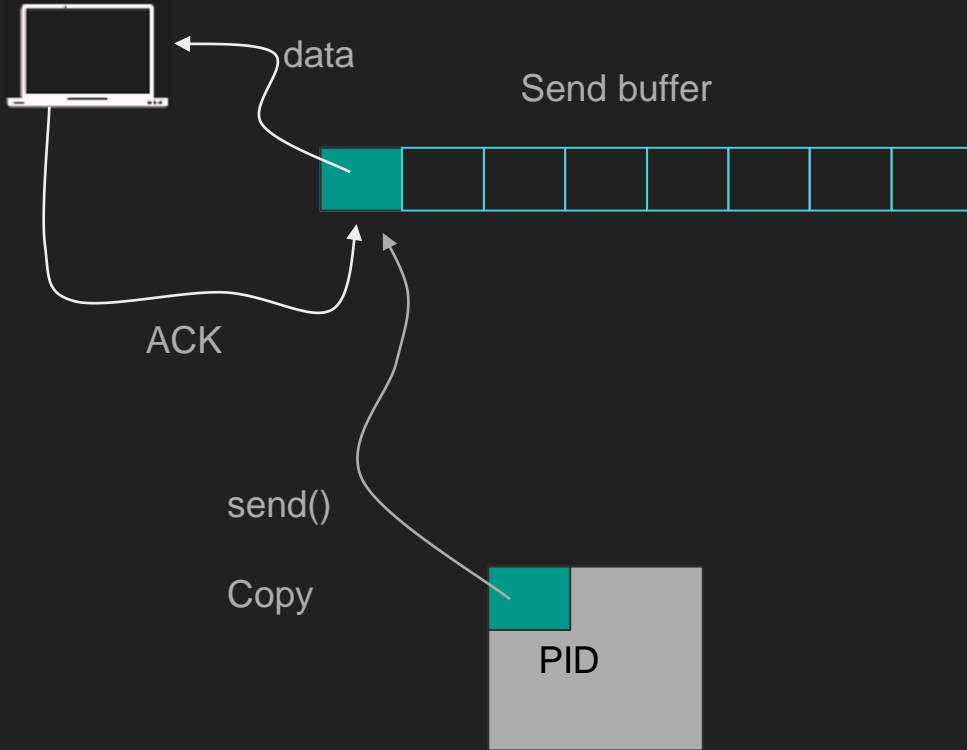 data
Send buffer
ACK
send()
Copy
PID